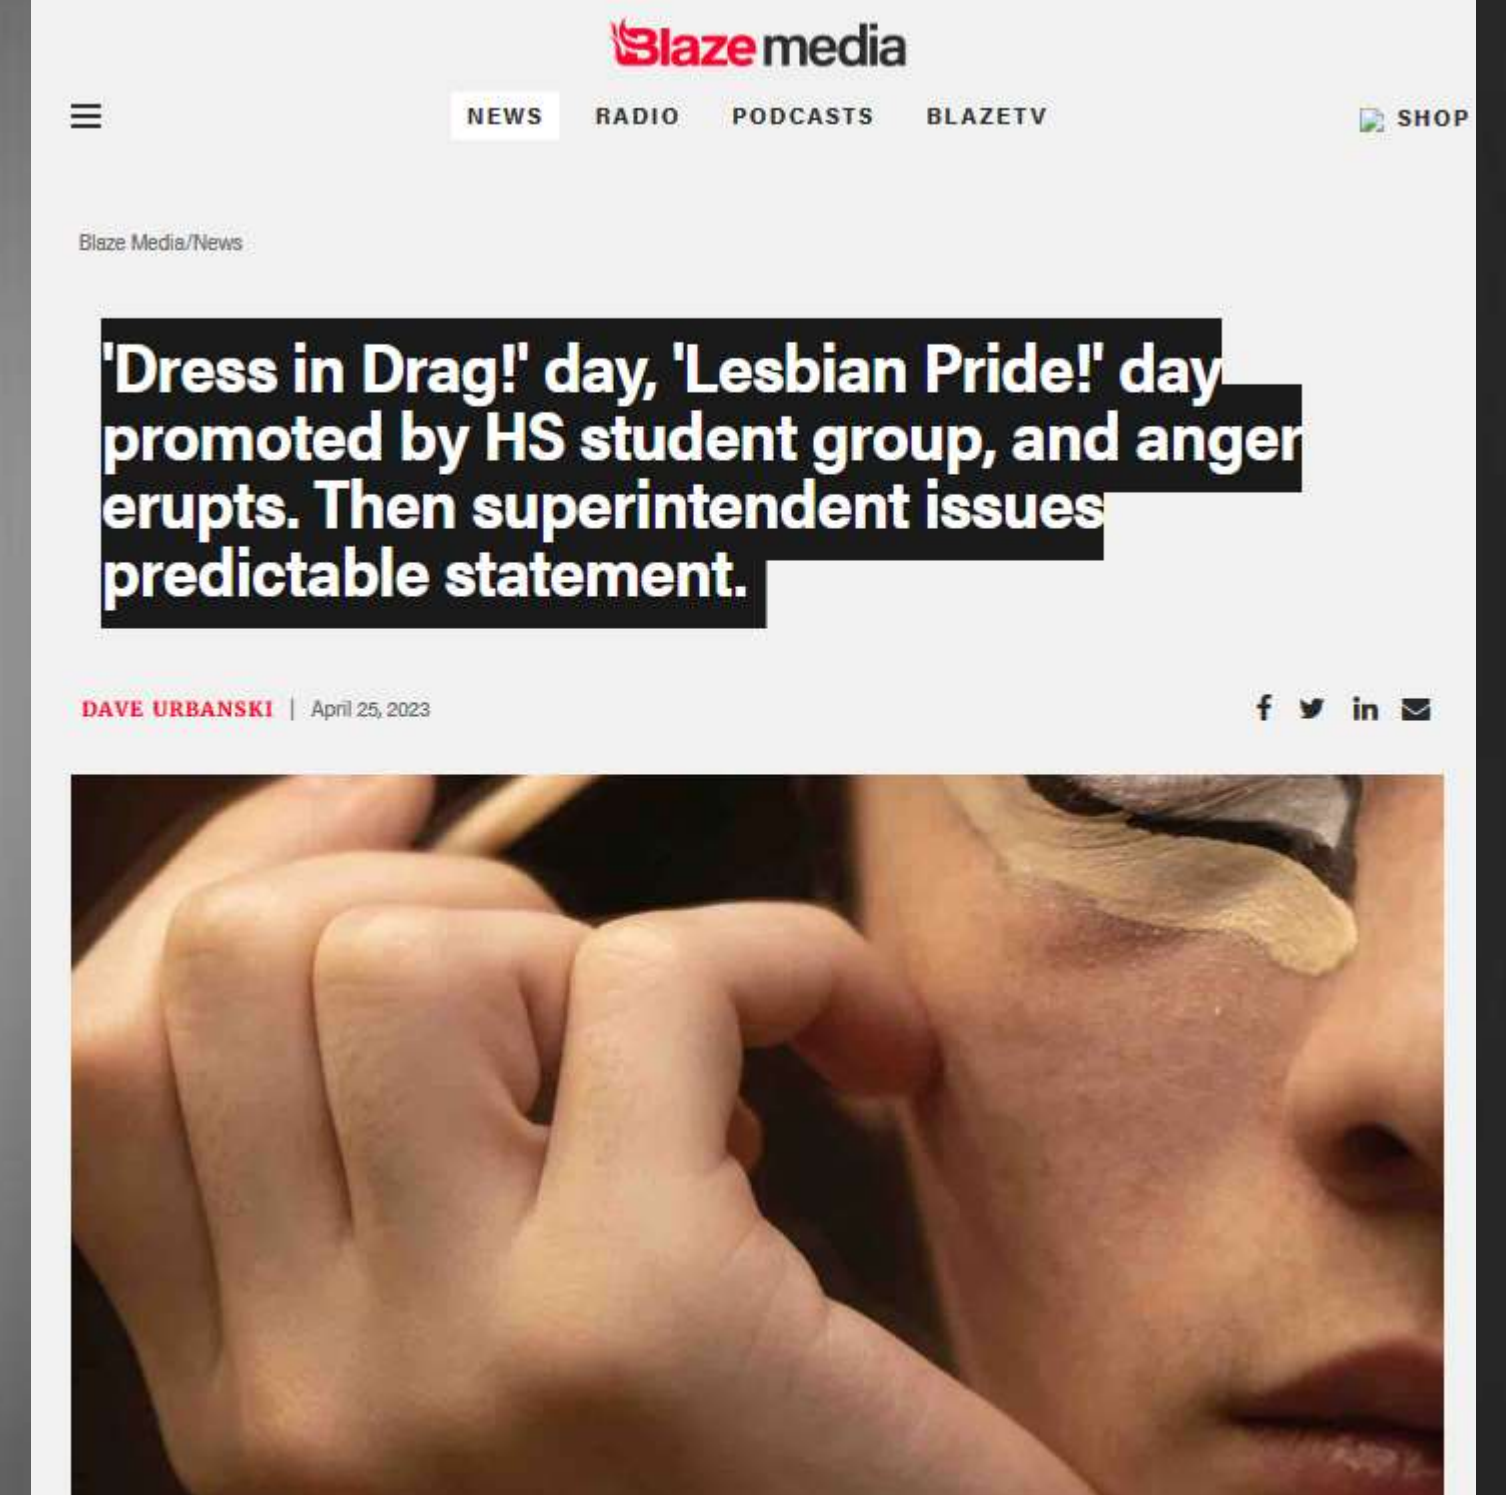 Blaze media
NEWS RADIO PODCASTS BLAZETV SHOP
Blaze Media/News
'Dress in Drag!' day, 'Lesbian Pride!' day
promoted by HS student group, and anger
erupts. Then superintendent issues
predictable statement.
DAVE URBANSKI | April 25, 2023